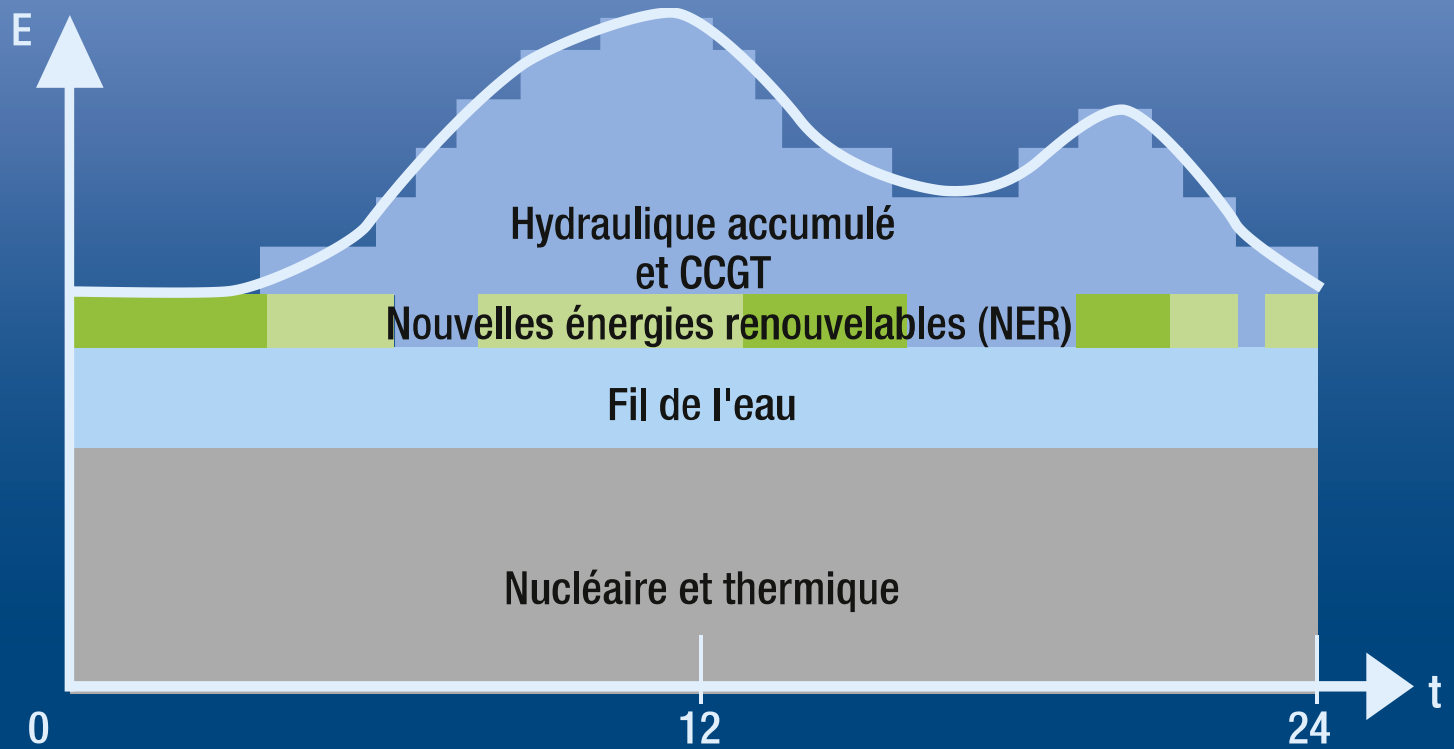 E
Hydraulique accumulé
et CCGT
Nouvelles énergies renouvelables (NER)
Fil de l'eau
Nucléaire et thermique
t
0
12
24